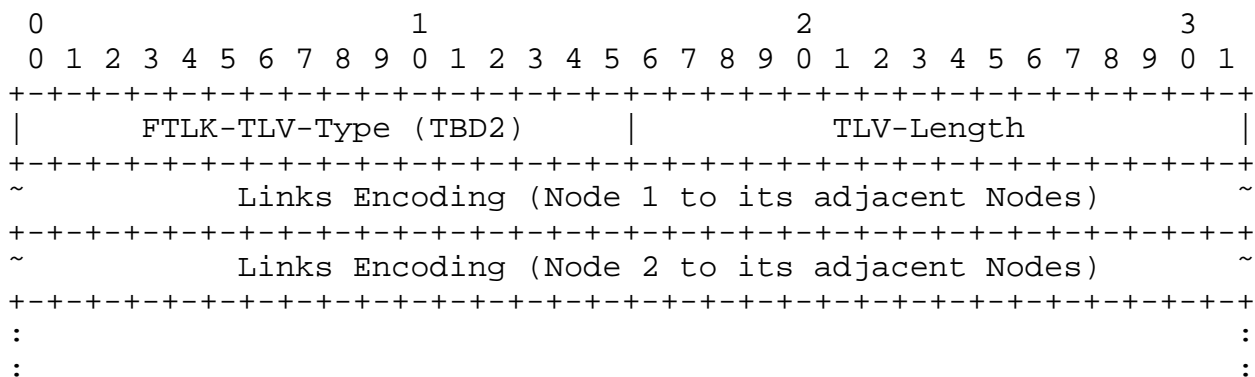 0                   1                   2                   3
 0 1 2 3 4 5 6 7 8 9 0 1 2 3 4 5 6 7 8 9 0 1 2 3 4 5 6 7 8 9 0 1
+-+-+-+-+-+-+-+-+-+-+-+-+-+-+-+-+-+-+-+-+-+-+-+-+-+-+-+-+-+-+-+-+
|      FTLK-TLV-Type (TBD2)     |          TLV-Length           |
+-+-+-+-+-+-+-+-+-+-+-+-+-+-+-+-+-+-+-+-+-+-+-+-+-+-+-+-+-+-+-+-+
~           Links Encoding (Node 1 to its adjacent Nodes)       ~
+-+-+-+-+-+-+-+-+-+-+-+-+-+-+-+-+-+-+-+-+-+-+-+-+-+-+-+-+-+-+-+-+
~           Links Encoding (Node 2 to its adjacent Nodes)       ~
+-+-+-+-+-+-+-+-+-+-+-+-+-+-+-+-+-+-+-+-+-+-+-+-+-+-+-+-+-+-+-+-+
:                                                               :
:                                                               :